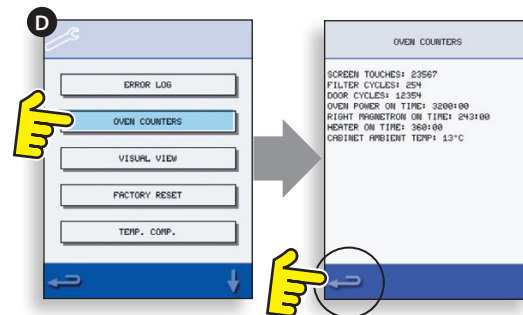 D
ERROR LOG
OVEN COUNTERS
VISUAL VIEW
FACTORY RESET
TEMP. COMP.
OVEN COUNTERS
SCREEN TOUCHES: 23567
FILTER CYCLES: 254
DOOR CYCLES: 12354
OVEN POWER ON TIME: 3200:00
RIGHT MAGNETRON ON TIME: 243:00
HEATER ON TIME: 360:00
CABINET AMBIENT TEMP: 13°C